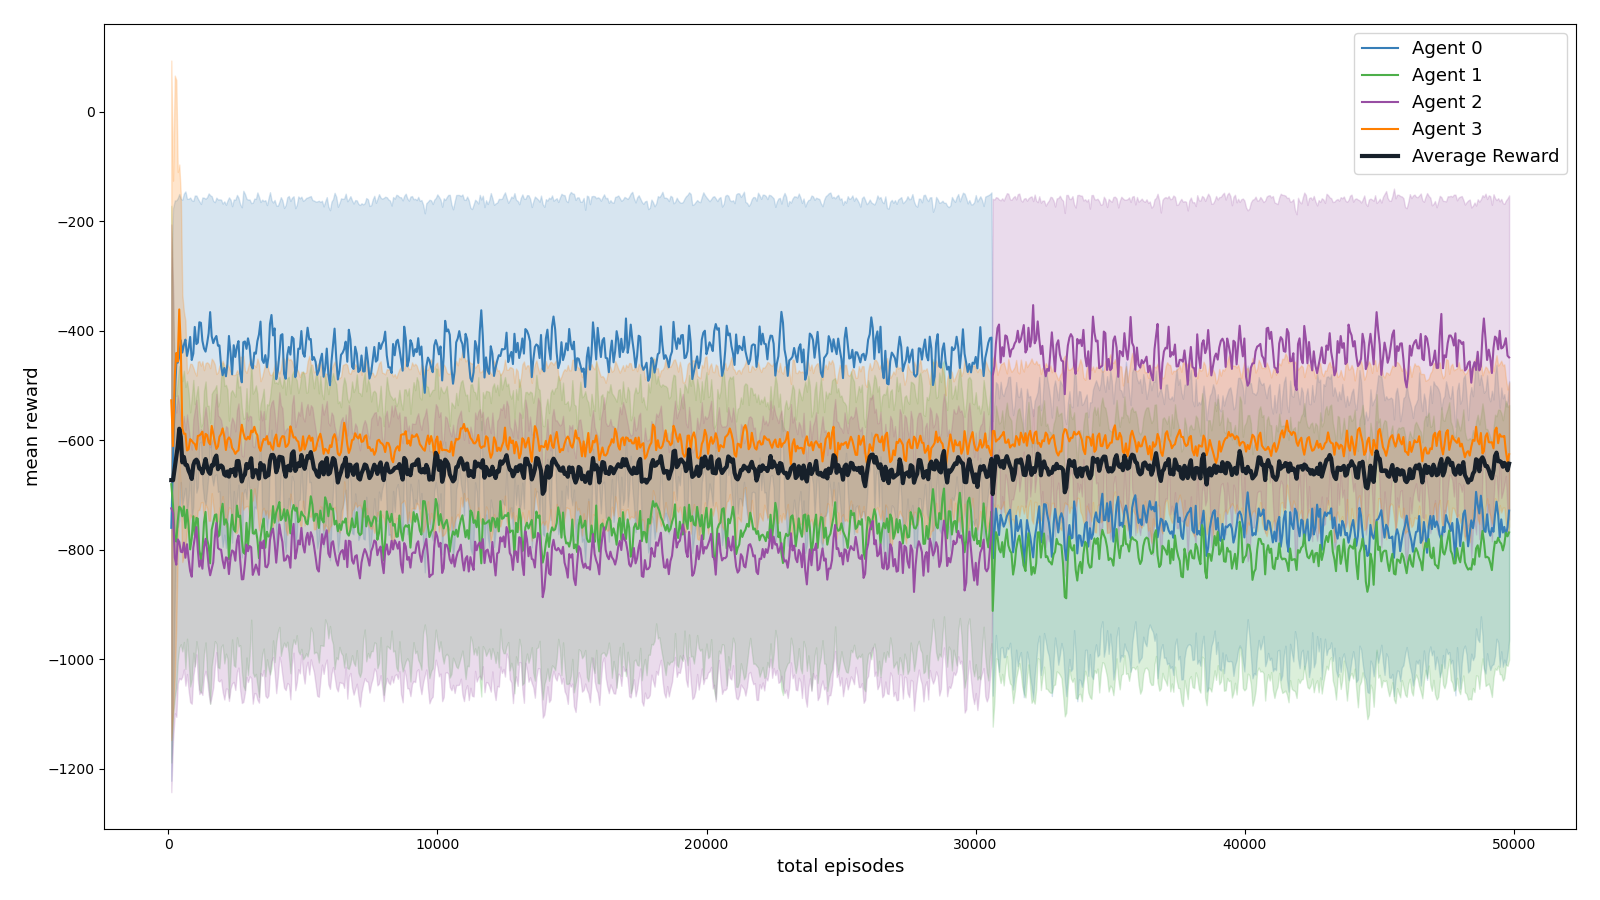 Agent 0
Agent 1
Agent 2
Agent 3
Average Reward
mean reward
0
−200
−400
−600
−800
−1000
−1200
0 10000 20000 30000 40000 50000
total episodes